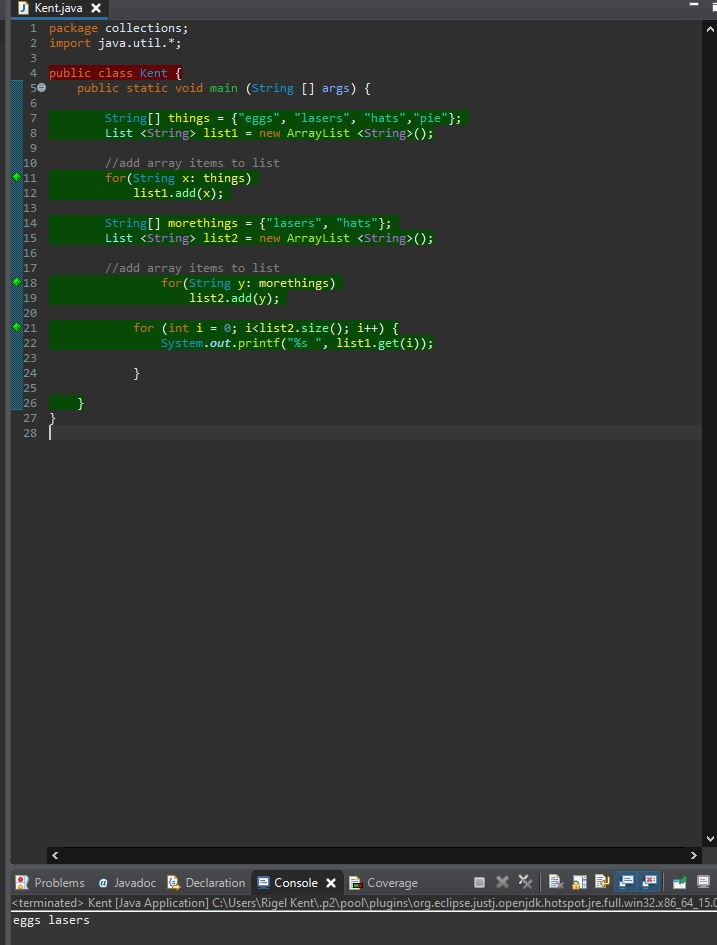 Kent.java
1 package collections;
2 import java.util.*;
3
4 public class Kent {
5 public static void main (String [] args) {
6
7 String[] things = {"eggs", "lasers", "hats","pie"};
8 List <String> list1 = new ArrayList <String>();
9
10 //add array items to list
11 for(String x: things)
12 list1.add(x);
13
14 String[] morethings = {"lasers", "hats"};
15 List <String> list2 = new ArrayList <String>();
16
17 //add array items to list
18 for(String y: morethings)
19 list2.add(y);
20
21 for (int i = 0; i<list2.size(); i++) {
22 System.out.printf("%s ", list1.get(i));
23
24 }
25
26 }
27 }
28
Problems @ Javadoc Declaration Console Coverage
<terminated> Kent [Java Application] C:\Users\Rigel Kent\.p2\pool\plugins\org.eclipse.justj.openjdk.hotspot.jre.full.win32.x86_64_15.0
eggs lasers